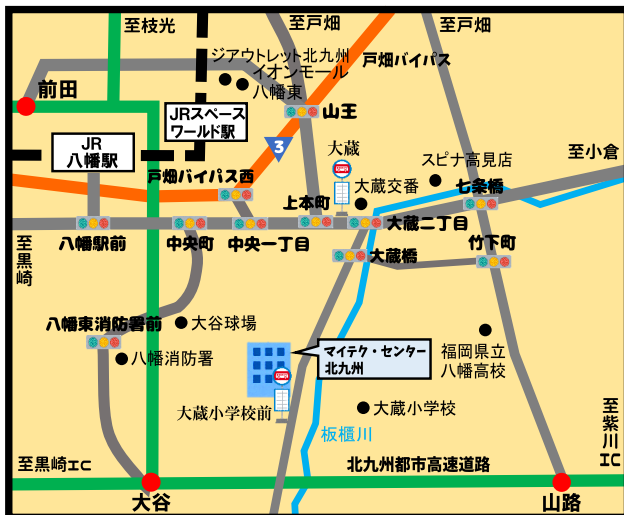 至枝光
至戸畑
至戸畑
ジアウトレット北九州
イオンモール
八幡東
戸畑バイパス
前田
JRスペース
ワールド駅
山王
3
JR
八幡駅
大蔵
スピナ高見店
至小倉
戸畑バイパス西
大蔵交番
七条橋
上本町
八幡駅前
中央町
中央一丁目
大蔵二丁目
竹下町
至黒崎
大蔵橋
八幡東消防署前
大谷球場
八幡消防署
マイテク・センター
北九州
福岡県立
八幡高校
大蔵小学校前
大蔵小学校
板櫃川
至紫川IC
至黒崎IC
北九州都市高速道路
大谷
山路